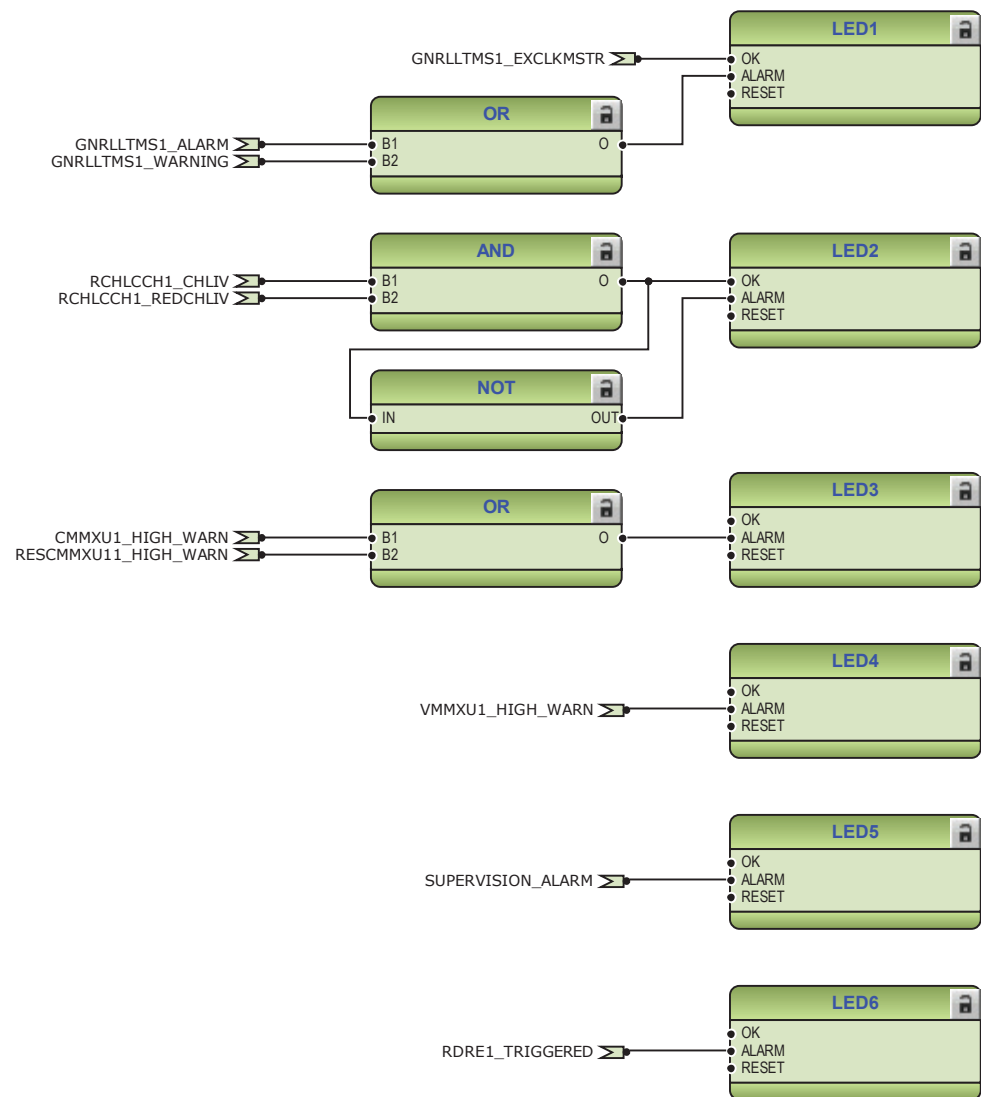 LED1
GNRLLTMS1_EXCLKMSTR
OK
ALARM
RESET
OR
GNRLLTMS1_ALARM
B1
O
GNRLLTMS1_WARNING
B2
AND
LED2
RCHLCCH1_CHLIV
B1
O
OK
RCHLCCH1_REDCHLIV
B2
ALARM
RESET
NOT
IN
OUT
OR
LED3
CMMXU1_HIGH_WARN
B1
O
OK
RESCMMXU11_HIGH_WARN
B2
ALARM
RESET
LED4
OK
VMMXU1_HIGH_WARN
ALARM
RESET
LED5
OK
SUPERVISION_ALARM
ALARM
RESET
LED6
OK
RDRE1_TRIGGERED
ALARM
RESET